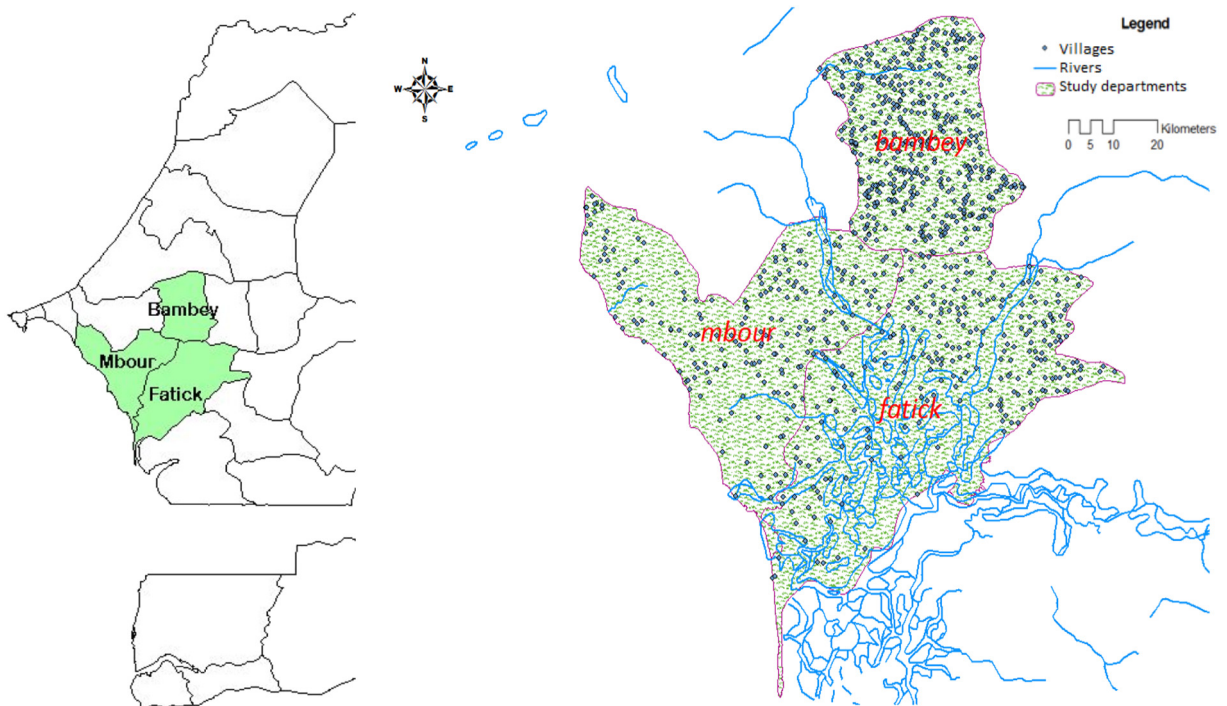 Bambey
Mbour
Fatick
N
W E
S
Legend
Villages
Rivers
Study departments
Kilometers
0 5 10 20
bambey
mbour
fatick